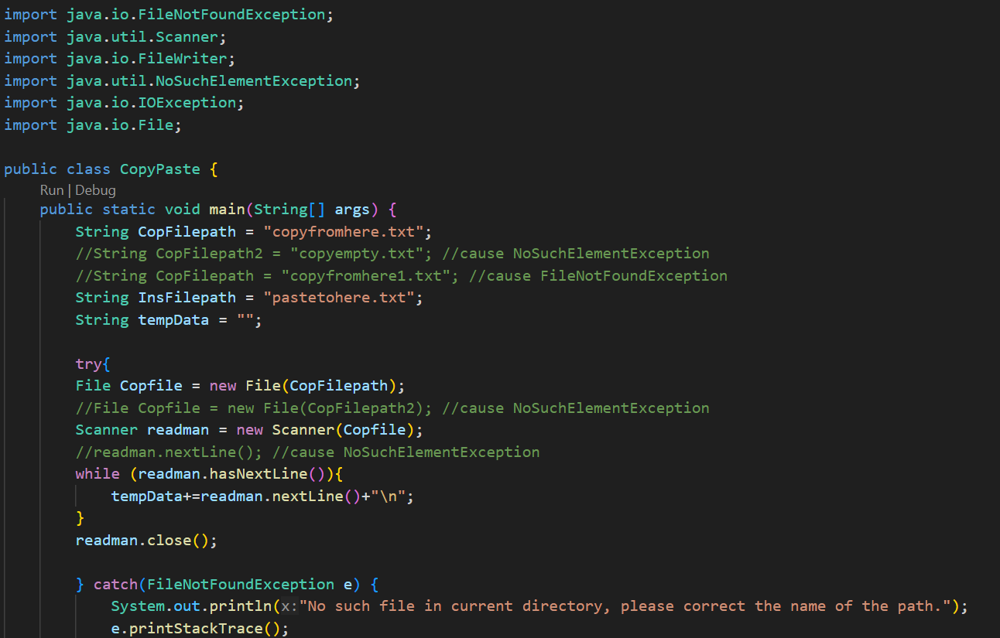 import java.io.FileNotFoundException;
import java.util.Scanner;
import java.io.FileWriter;
import java.util.NoSuchElementException;
import java.io.IOException;
import java.io.File;

public class CopyPaste {
    Run | Debug
    public static void main(String[] args) {
        String CopFilepath = "copyfromhere.txt";
        //String CopFilepath2 = "copyempty.txt"; //cause NoSuchElementException
        //String CopFilepath = "copyfromhere1.txt"; //cause FileNotFoundException
        String InsFilepath = "pastetohere.txt";
        String tempData = "";

        try{
        File Copfile = new File(CopFilepath);
        //File Copfile = new File(CopFilepath2); //cause NoSuchElementException
        Scanner readman = new Scanner(Copfile);
        //readman.nextLine(); //cause NoSuchElementException
        while (readman.hasNextLine()){
            tempData+=readman.nextLine()+"\n";
        }
        readman.close();

        } catch(FileNotFoundException e) {
            System.out.println(x:"No such file in current directory, please correct the name of the path.");
            e.printStackTrace();